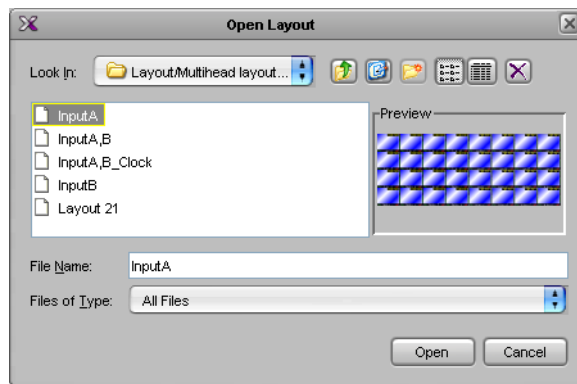 Open Layout
Look In: Layout/Multihead layout...
InputA
InputA,B
InputA,B_Clock
InputB
Layout 21
Preview
File Name: InputA
Files of Type: All Files
Open Cancel